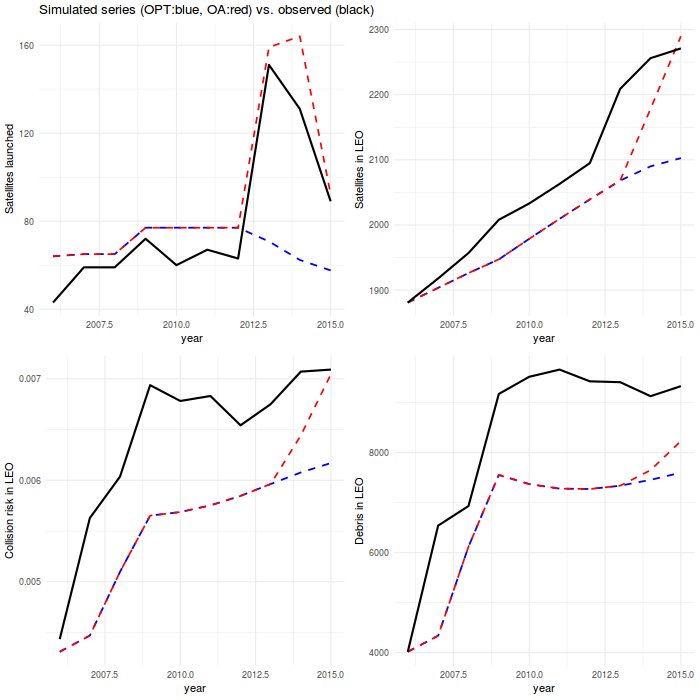 Simulated series (OPT:blue, OA:red) vs. observed (black)
Satellites launched
160
120
80
40
2007.5 2010.0 2012.5 2015.0
year
Satellites in LEO
2300
2200
2100
2000
1900
2007.5 2010.0 2012.5 2015.0
year
Collision risk in LEO
0.007
0.006
0.005
2007.5 2010.0 2012.5 2015.0
year
Debris in LEO
8000
6000
4000
2007.5 2010.0 2012.5 2015.0
year